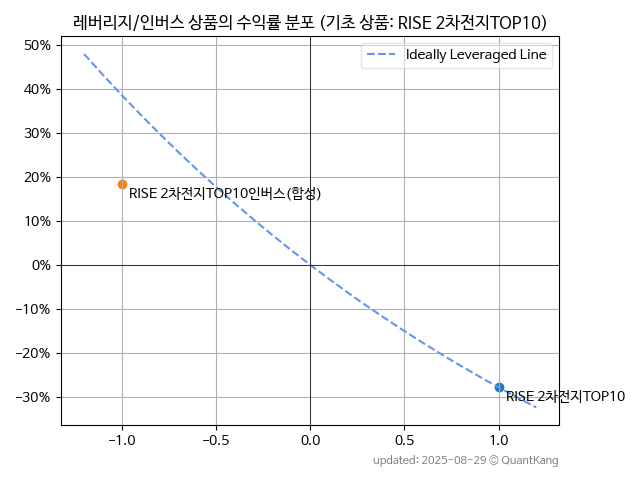 레버리지/인버스 상품의 수익률 분포 (기초 상품: RISE 2차전지TOP10)
50%
Ideally Leveraged Line
40%
30%
20%
RISE 2차전지TOP10인버스(합성)
10%
0%
−10%
−20%
−30%
RISE 2차전지TOP10
−1.0
−0.5
0.0
0.5
1.0
updated: 2025-08-29 © QuantKang